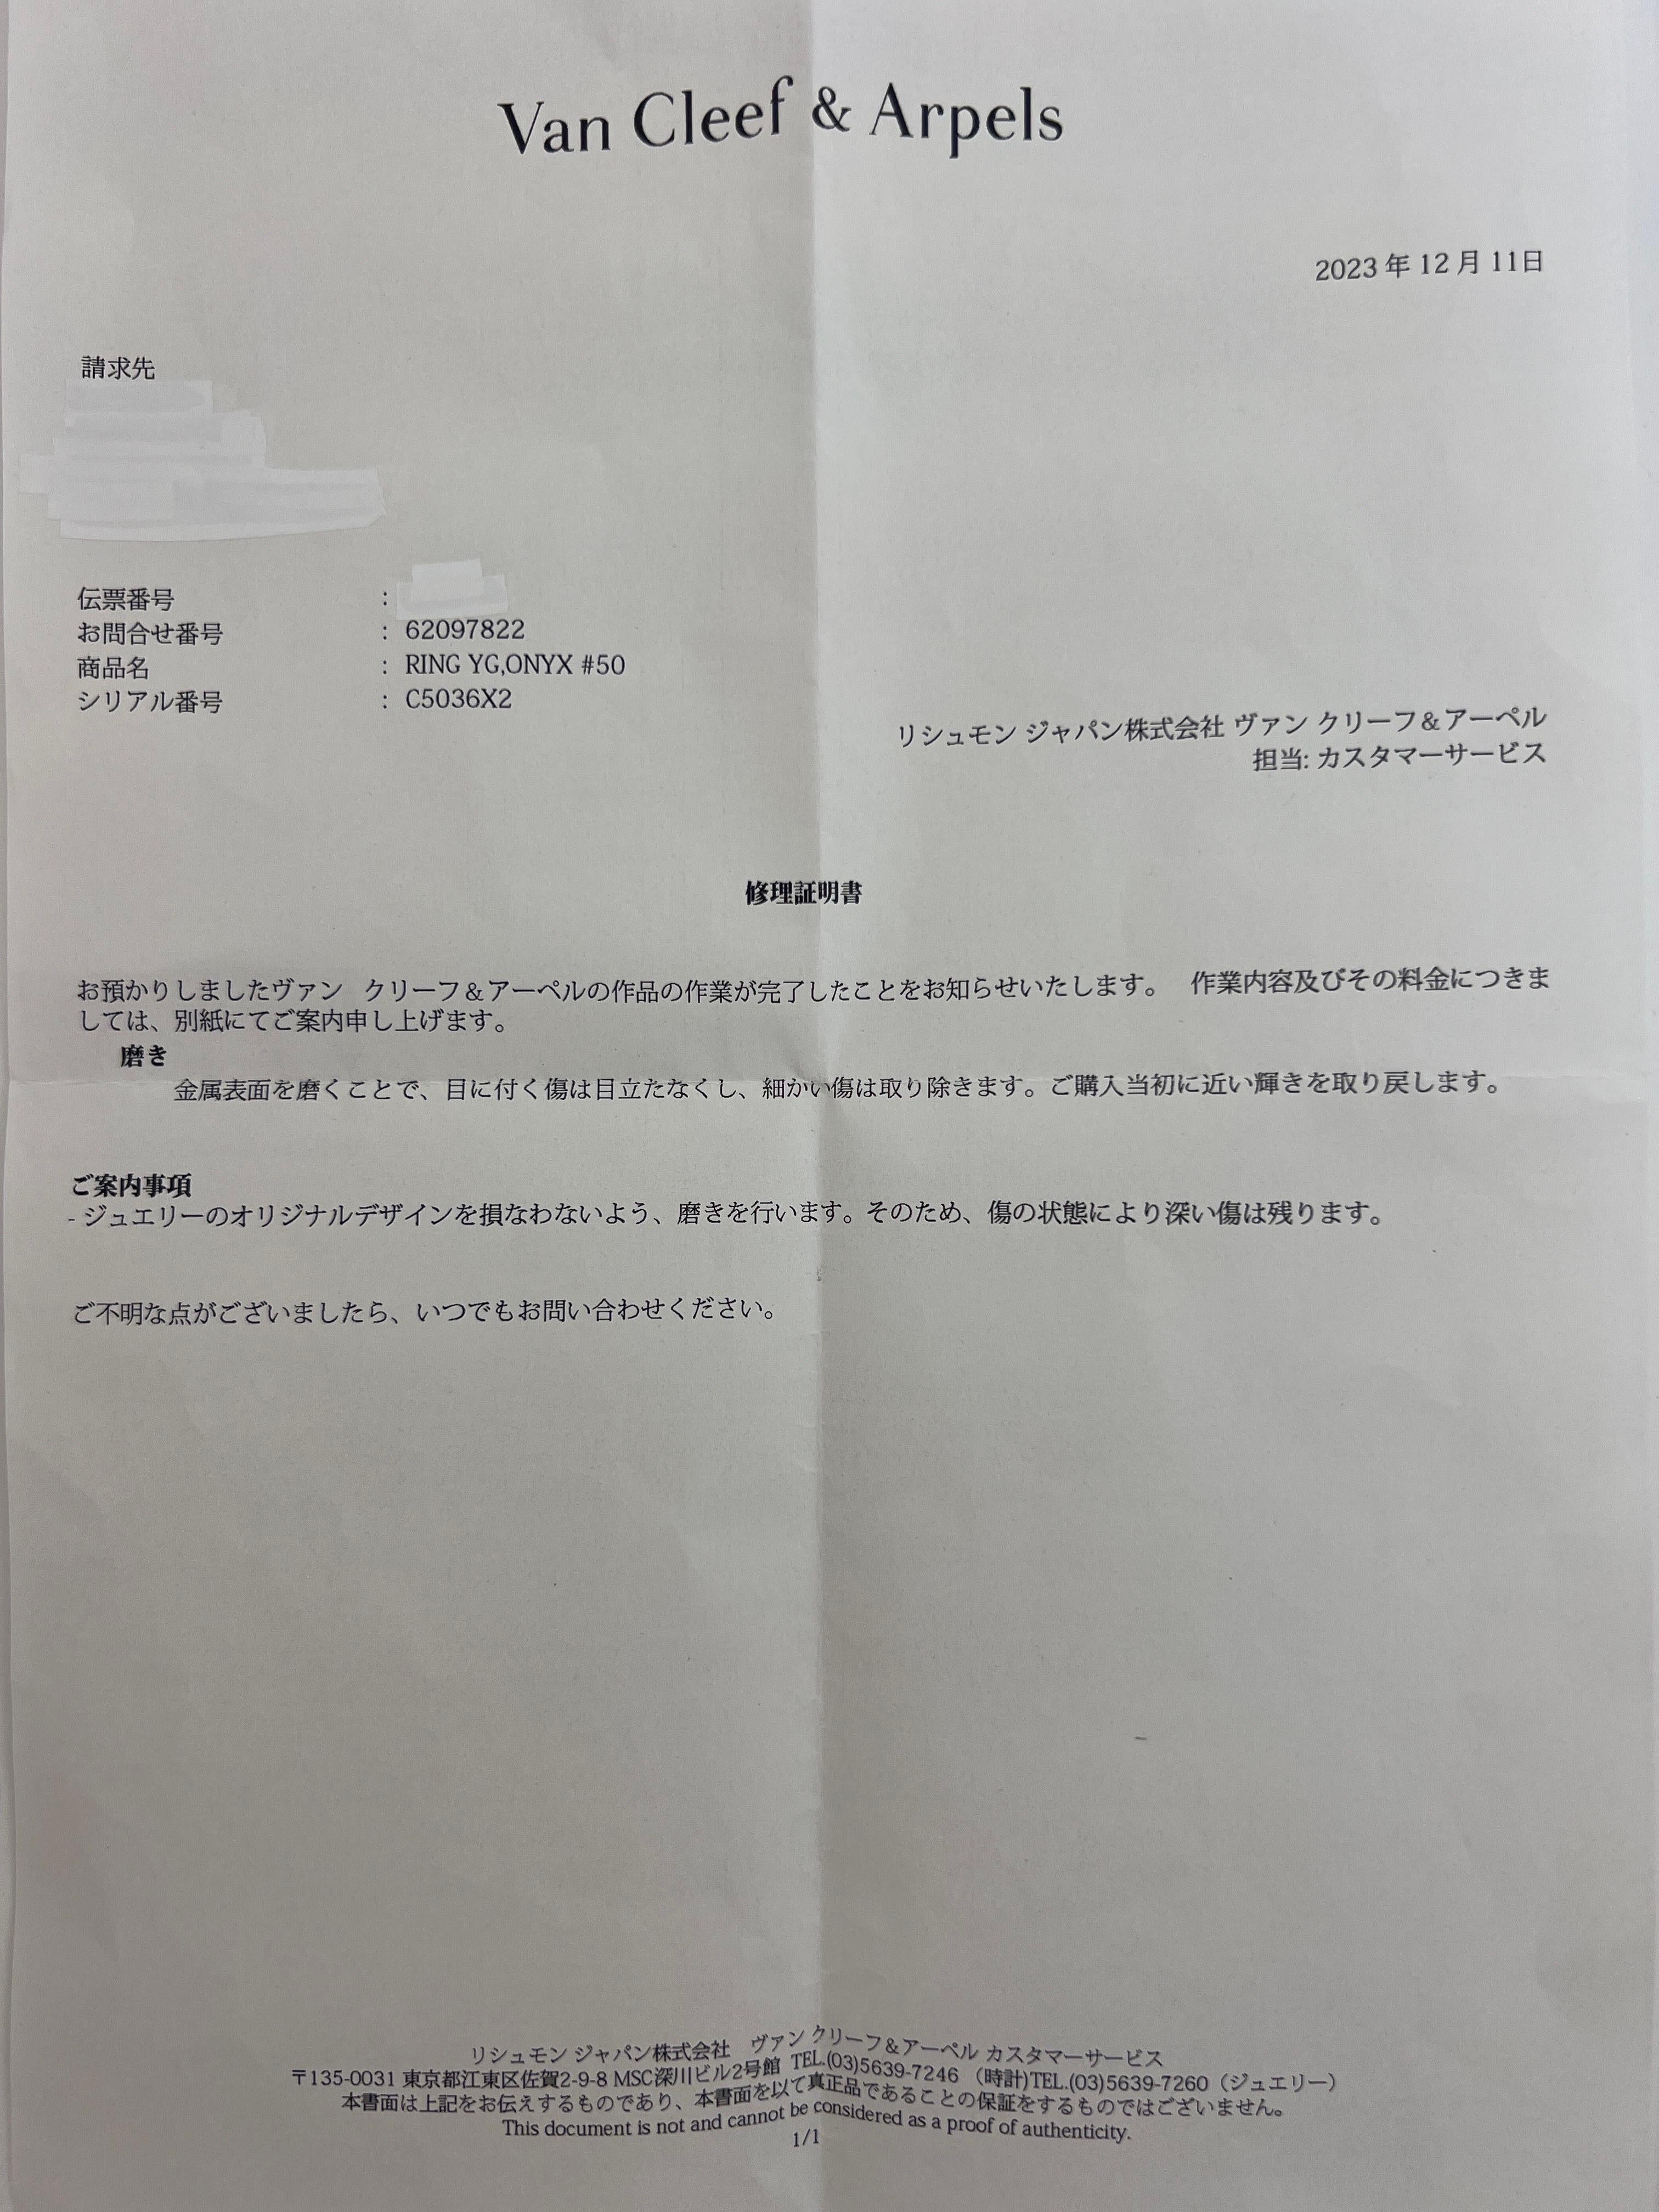 Van Cleef & Arpels
2023 年 12 月 11日
請求先
伝票番号 :
お問合せ番号 : 62097822
商品名 : RING YG,ONYX #50
シリアル番号 : C5036X2
リシュモン ジャパン株式会社 ヴァン クリーフ＆アーペル
担当: カスタマーサービス
修理証明書
お預かりしましたヴァン クリーフ＆アーペルの作品の作業が完了したことをお知らせいたします。 作業内容及びその料金につきま
しては、別紙にてご案内申し上げます。
磨き
金属表面を磨くことで、目に付く傷は目立たなくし、細かい傷は取り除きます。ご購入当初に近い輝きを取り戻します。
ご案内事項
- ジュエリーのオリジナルデザインを損なわないよう、磨きを行います。そのため、傷の状態により深い傷は残ります。
ご不明な点がございましたら、いつでもお問い合わせください。
リシュモン ジャパン株式会社 ヴァン クリーフ＆アーペル カスタマーサービス
〒135-0031 東京都江東区佐賀2-9-8 MSC深川ビル2号館 TEL.(03)5639-7246 （時計)TEL.(03)5639-7260（ジュエリー）
本書面は上記をお伝えするものであり、本書面を以て真正品であることの保証をするものではございません。
This document is not and cannot be considered as a proof of authenticity.
1/1